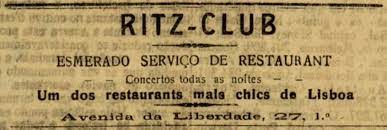 RITZ-CLUB
ESMERADO SERVIÇO DE RESTAURANT
- - Concertos todas as noites - -
Um dos restaurants mais chics de Lisboa
Avenida da Liberdade, 27, 1.º